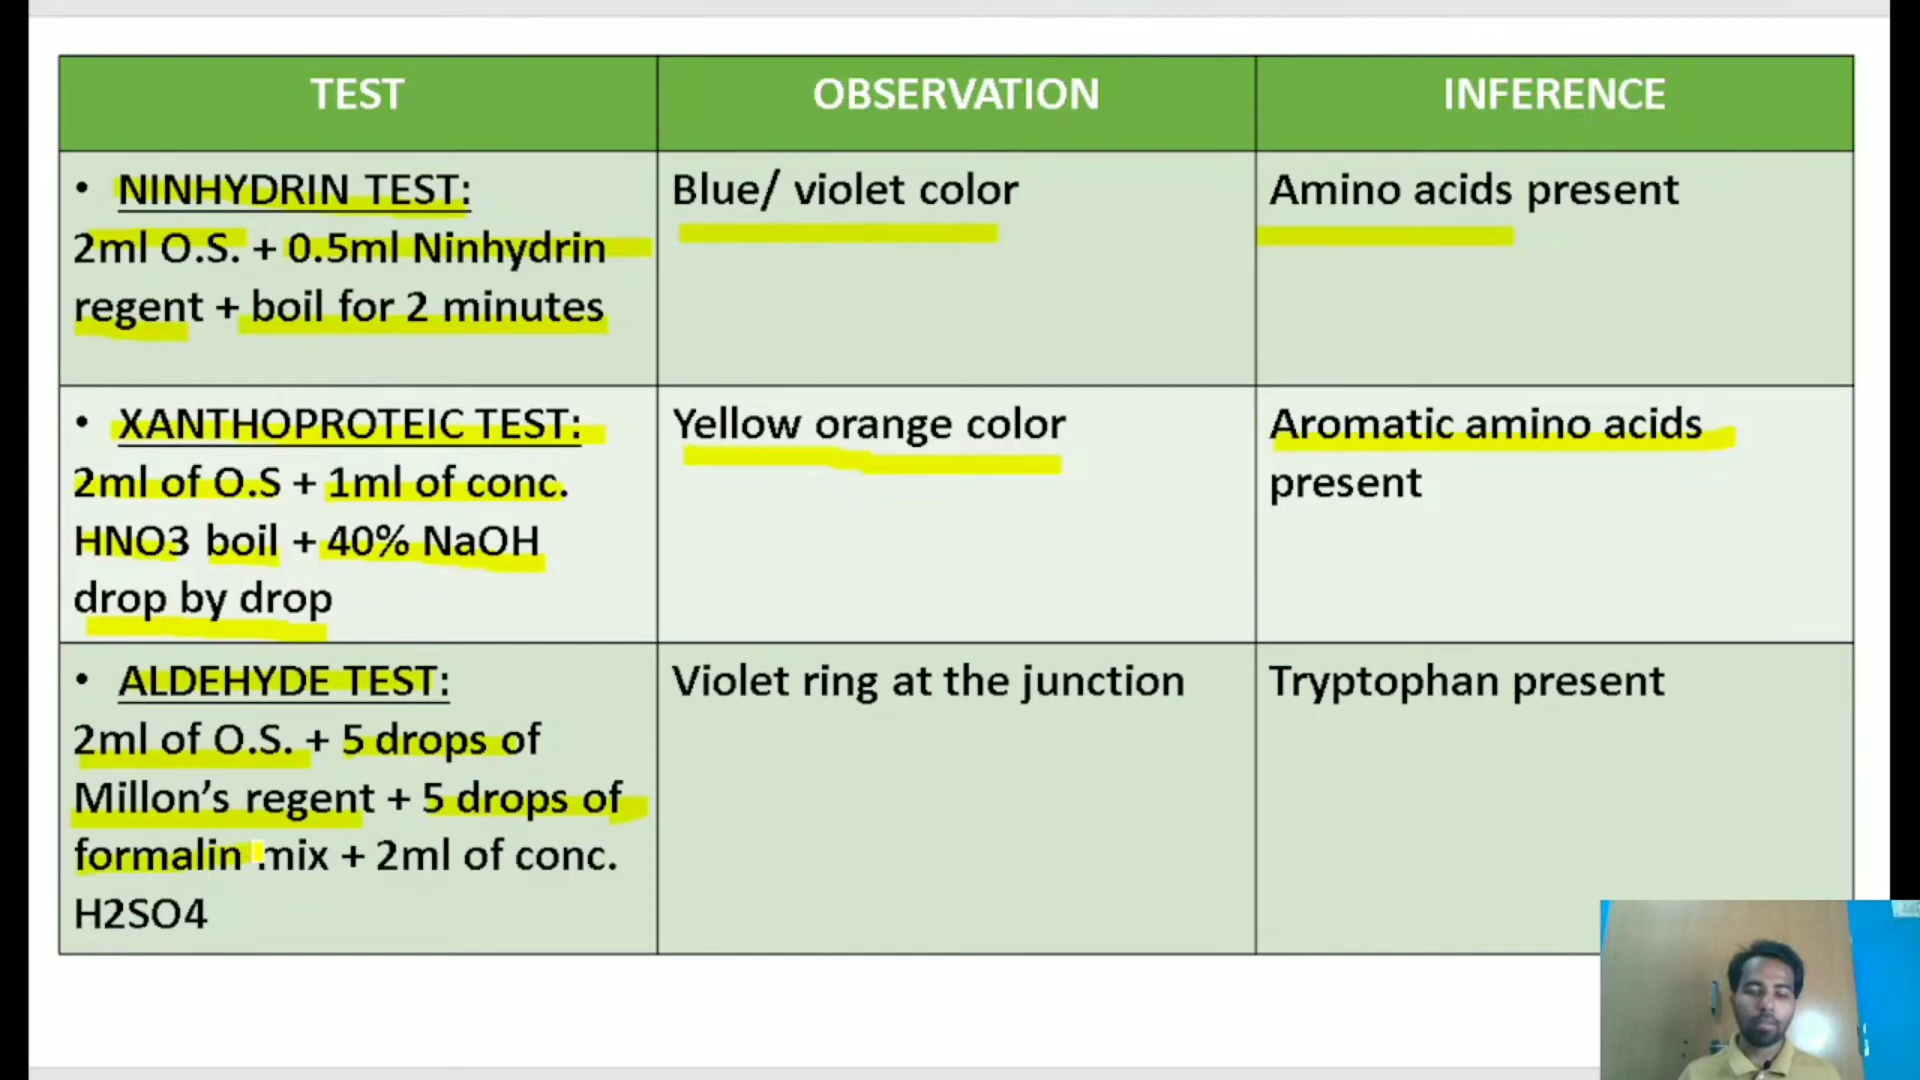 TEST
OBSERVATION
INFERENCE
• NINHYDRIN TEST:
2ml O.S. + 0.5ml Ninhydrin
regent + boil for 2 minutes
Blue/ violet color
Amino acids present
• XANTHOPROTEIC TEST:
2ml of O.S + 1ml of conc.
HNO3 boil + 40% NaOH
drop by drop
Yellow orange color
Aromatic amino acids
present
• ALDEHYDE TEST:
2ml of O.S. + 5 drops of
Millon’s regent + 5 drops of
formalin mix + 2ml of conc.
H2SO4
Violet ring at the junction
Tryptophan present